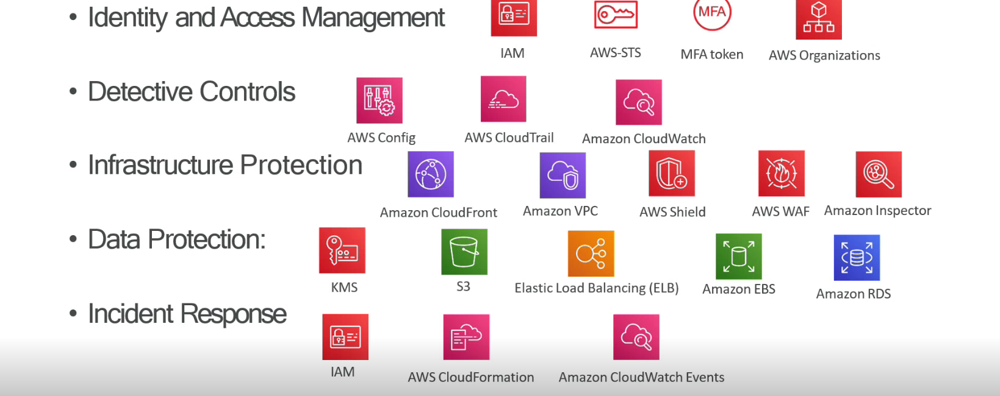 • Identity and Access Management
MFA
IAM
AWS-STS
MFA token
AWS Organizations
• Detective Controls
AWS Config
AWS CloudTrail
Amazon CloudWatch
• Infrastructure Protection
Amazon CloudFront
Amazon VPC
AWS Shield
AWS WAF
Amazon Inspector
• Data Protection:
KMS
S3
Elastic Load Balancing (ELB)
Amazon EBS
Amazon RDS
• Incident Response
IAM
AWS CloudFormation
Amazon CloudWatch Events